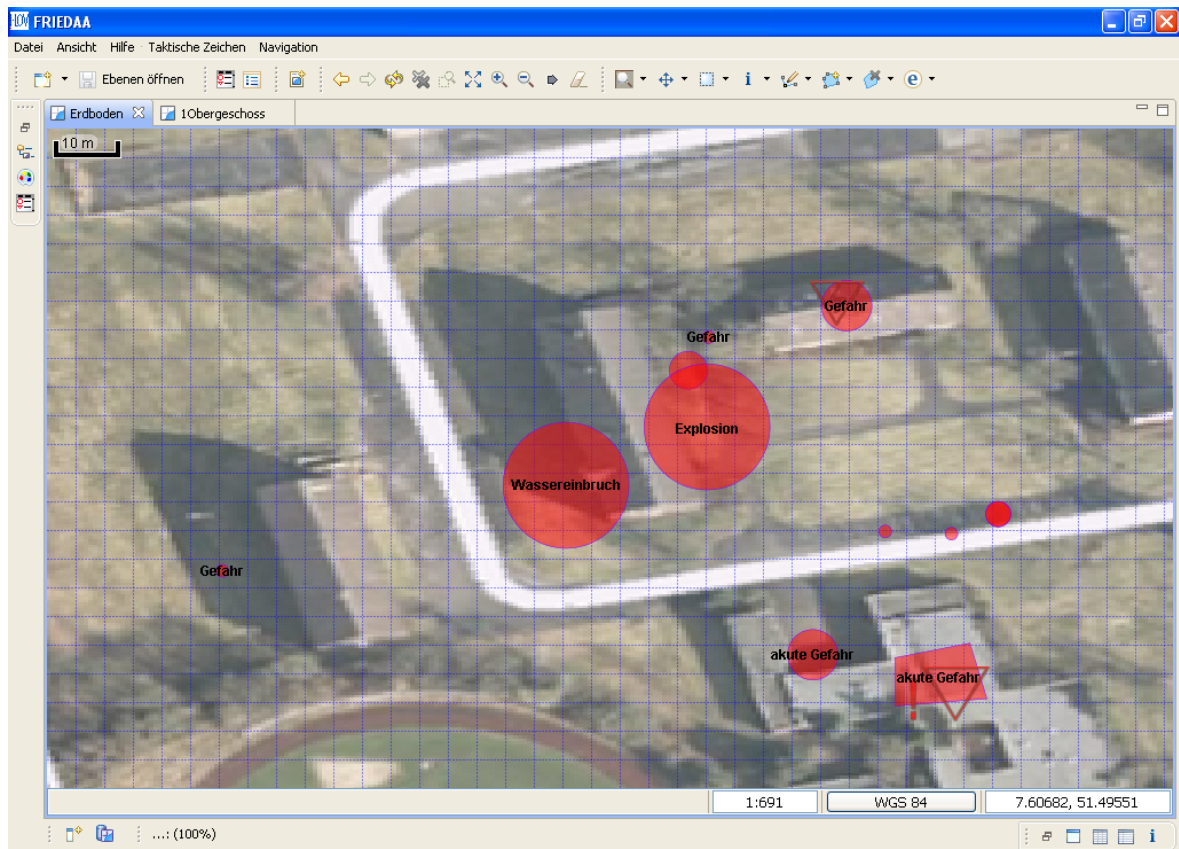 FRIEDAA
Datei Ansicht Hilfe Taktische Zeichen Navigation
Ebenen öffnen
Erdboden 1Obergeschoss
10 m
Gefahr
Gefahr
Explosion
Wassereinbruch
Gefahr
akute Gefahr
akute Gefahr
1:691 WGS 84 7.60682, 51.49551
...: (100%)